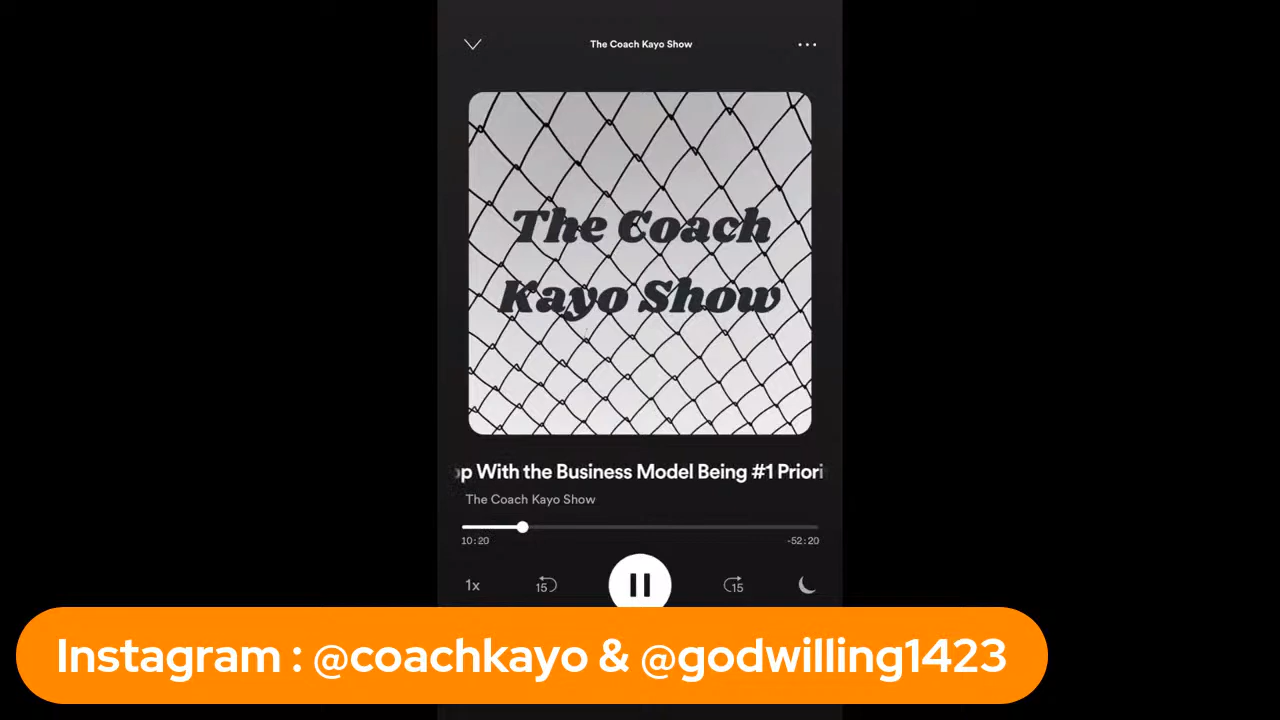 The Coach Kayo Show
The Coach
Kayo Show
With the Business Model Being #1
The Coach Kayo Show
10:20
-52:20
1x
15
15
Instagram : @coachkayo & @godwilling1423